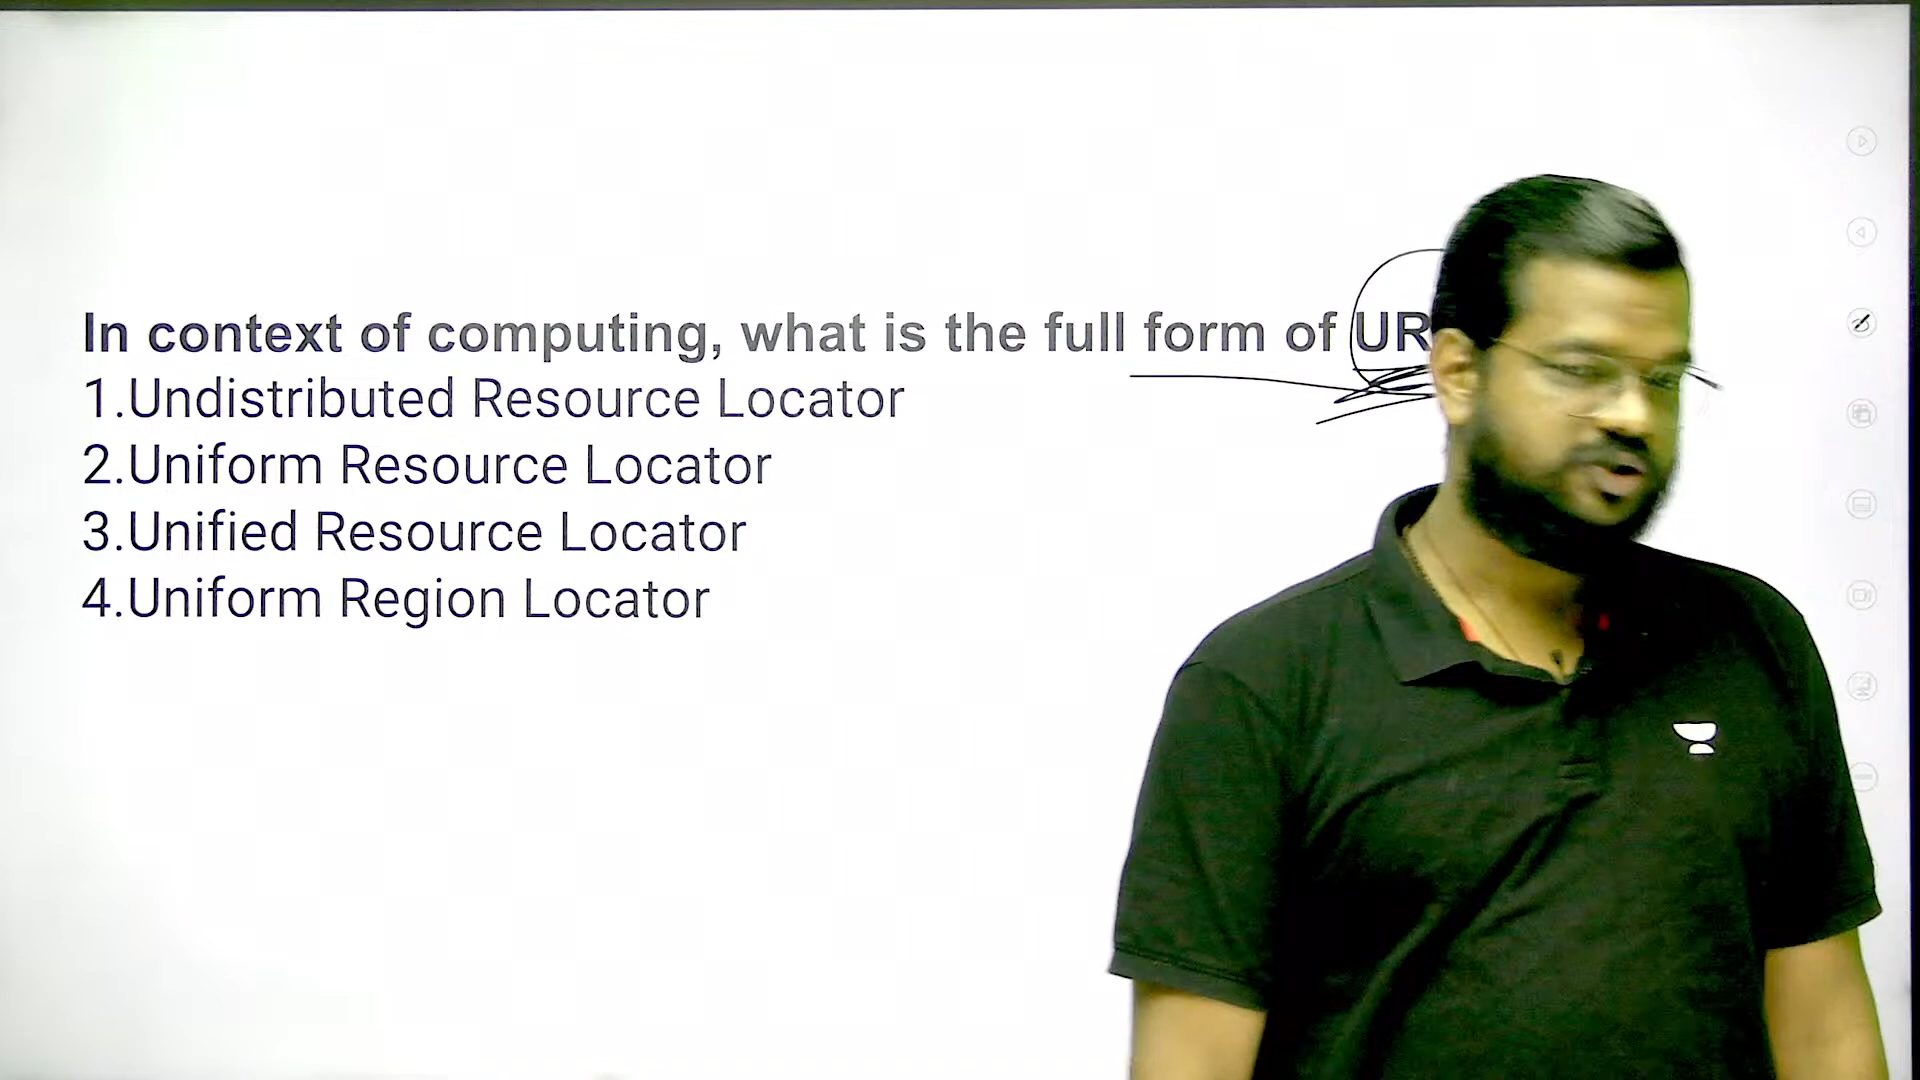 In context of computing, what is the full form of UR
1.Undistributed Resource Locator
2.Uniform Resource Locator
3.Unified Resource Locator
4.Uniform Region Locator